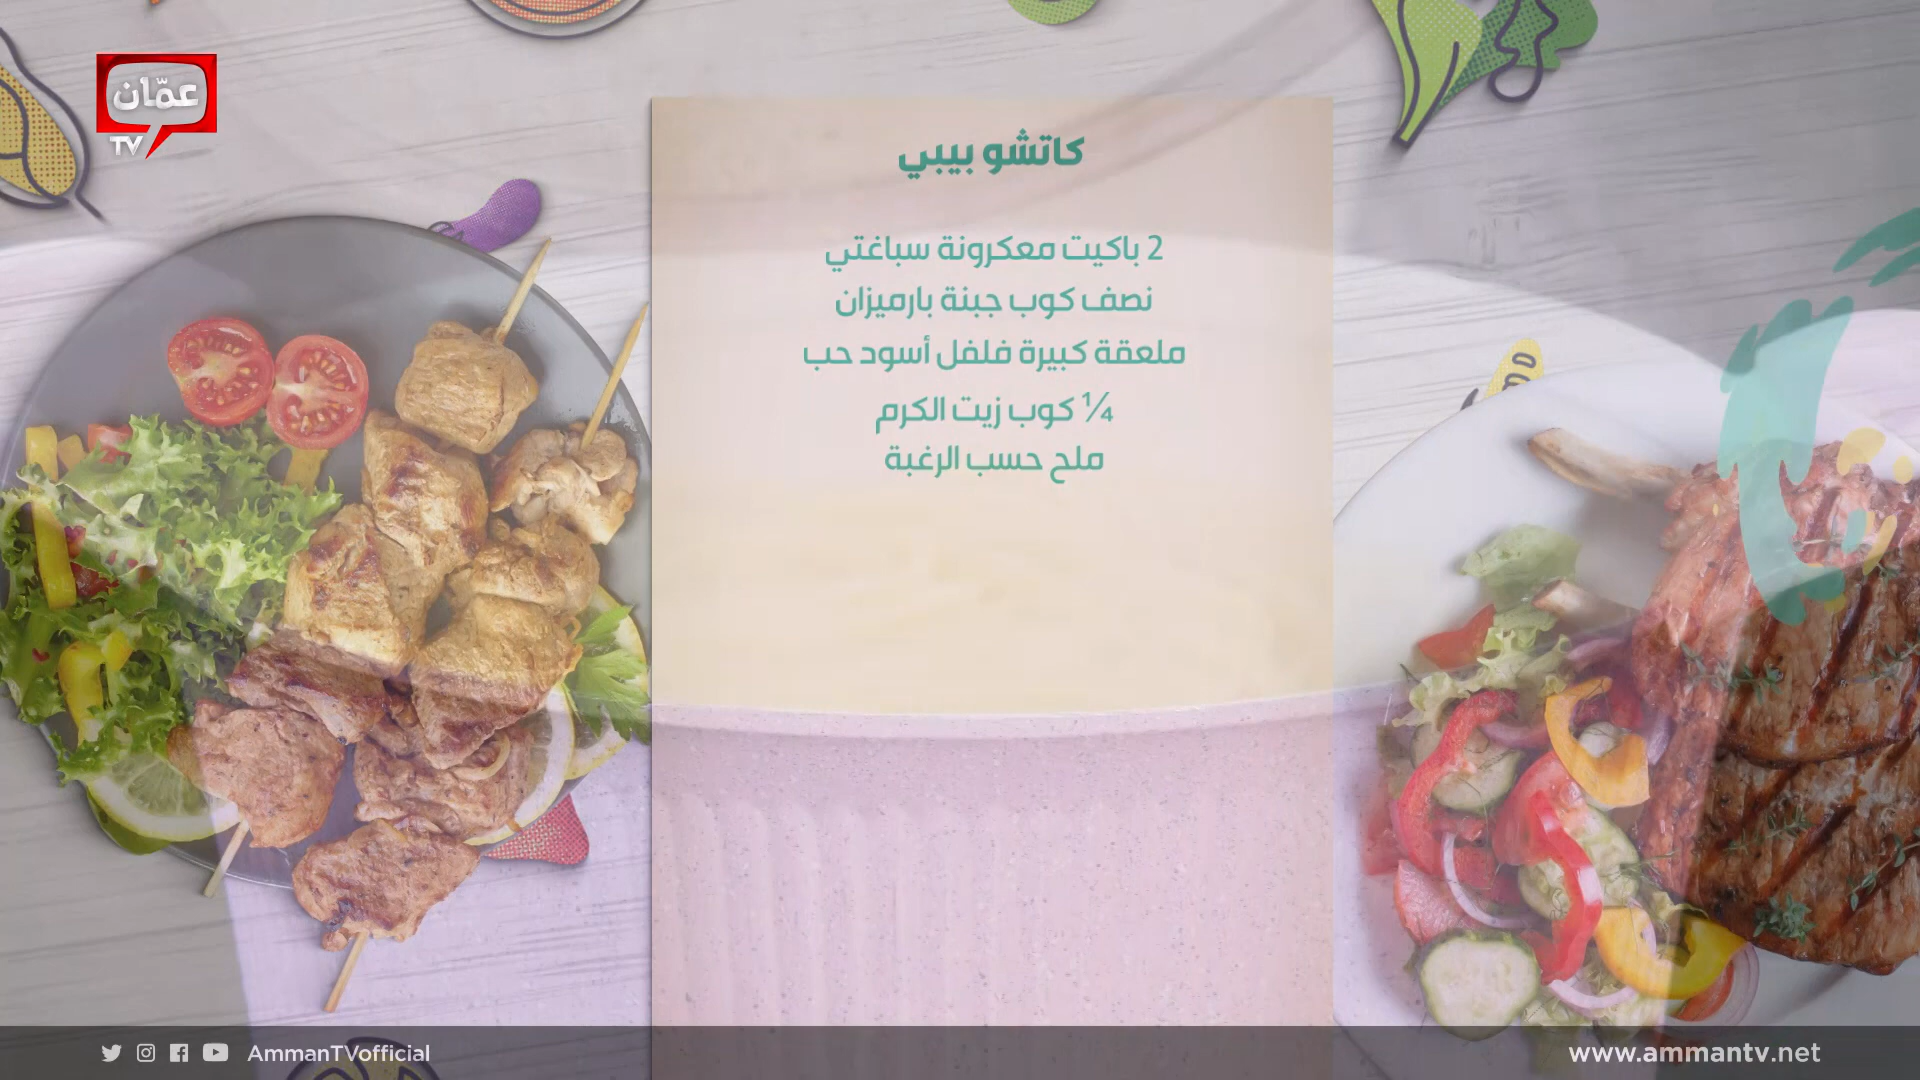 عمّان
TV
كاتشو بيبي
2 باكيت معكرونة سباغتي
نصف كوب جبنة بارميزان
ملعقة كبيرة فلفل أسود حب
¼ كوب زيت الكرم
ملح حسب الرغبة
AmmanTVofficial
www.ammantv.net